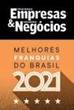 Empresas
& Negócios
MELHORES
FRANQUIAS
DO BRASIL
2021